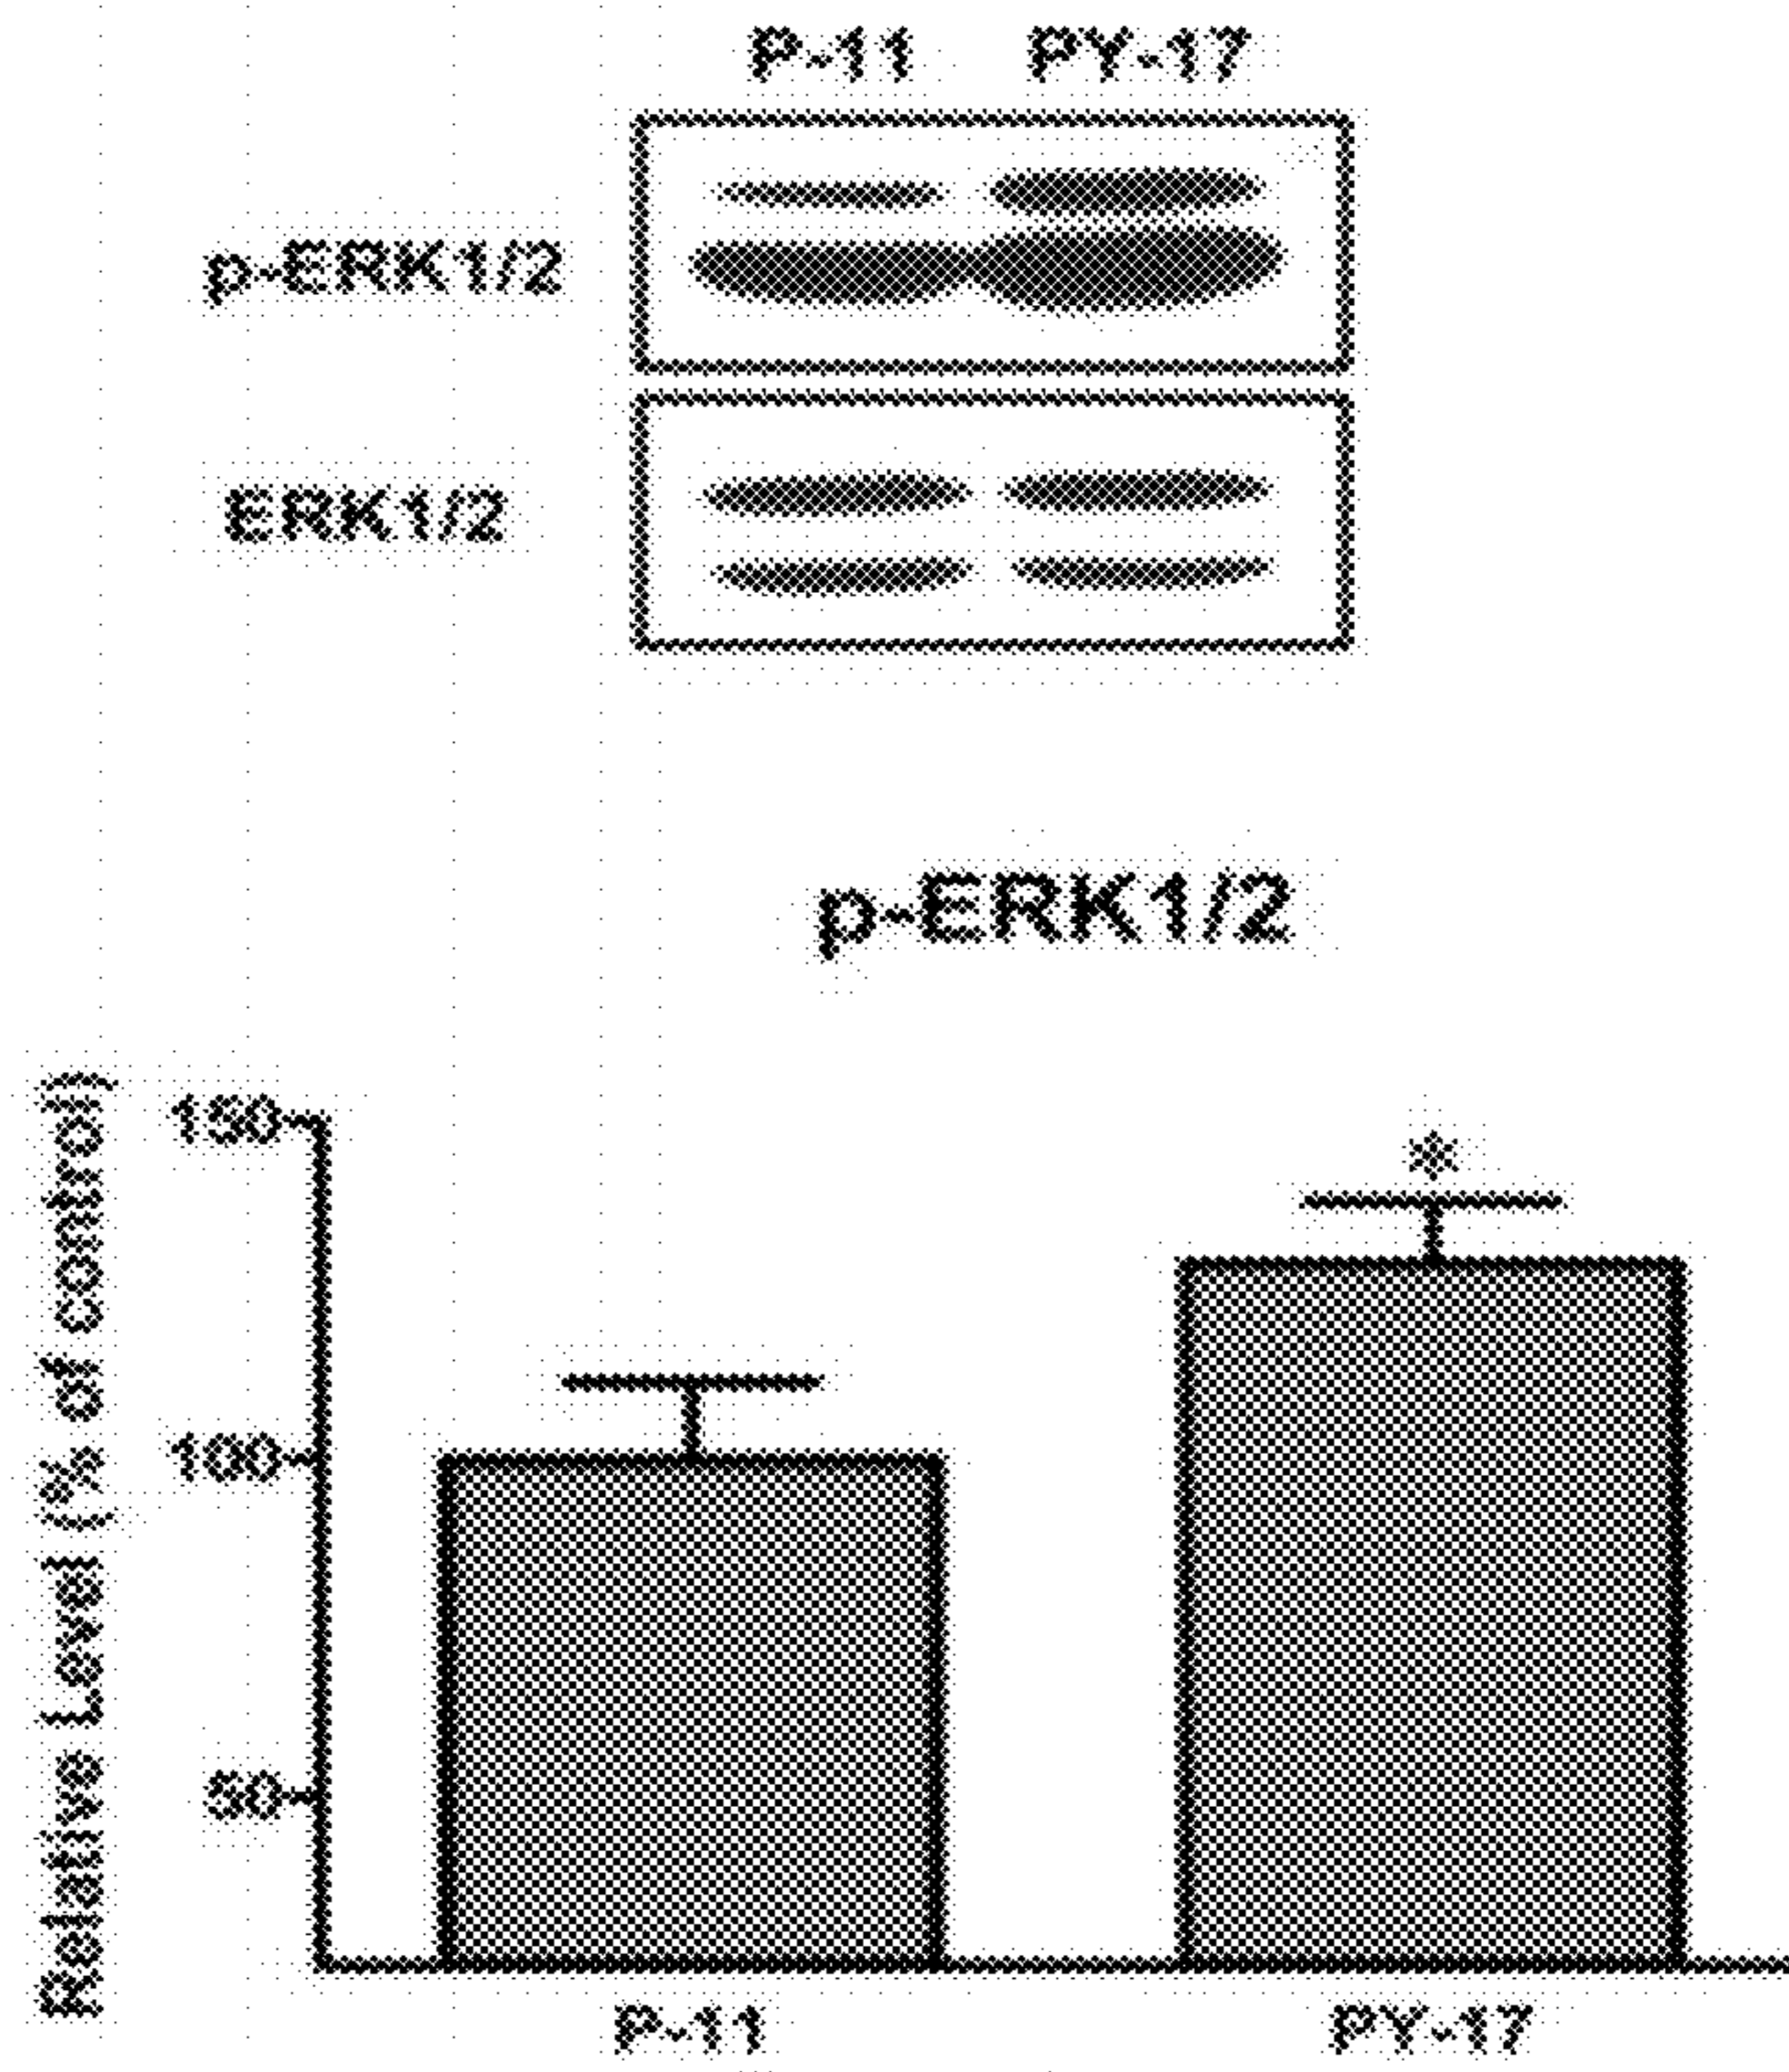 P-11 PY-17
p-ERK1/2
ERK1/2
p-ERK1/2
Relative Level (% of control)
150
*
100
50
P-11 PY-17